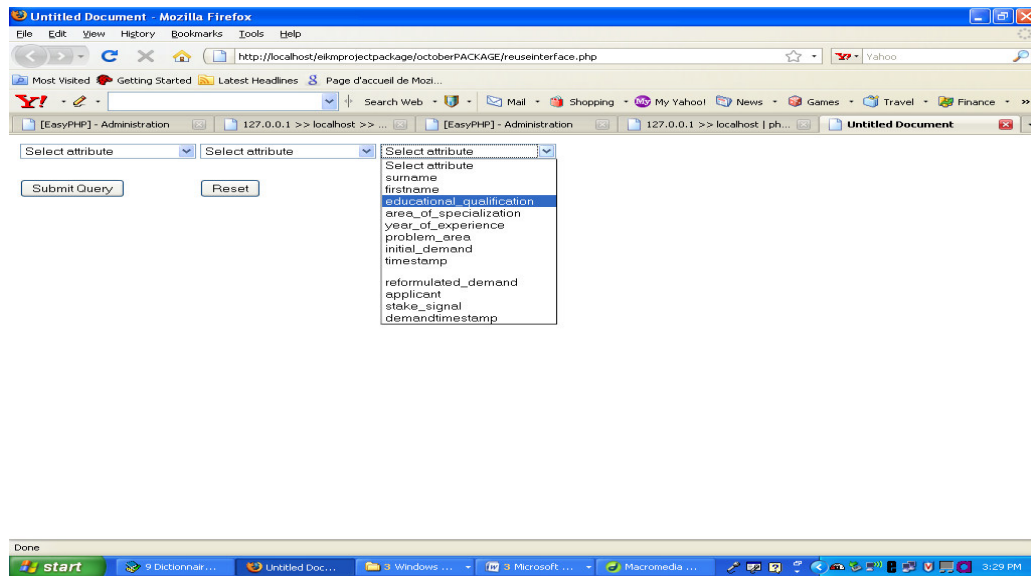 Untitled Document - Mozilla Firefox
File Edit View History Bookmarks Tools Help
http://localhost/eikmprojectpackage/octoberPACKAGE/reuseinterface.php
Yahoo
Most Visited Getting Started Latest Headlines Page d'accueil de Mozi...
Y! Search Web Mail Shopping My Yahoo! News Games Travel Finance »
[EasyPHP] - Administration 127.0.0.1 >> localhost >> ... [EasyPHP] - Administration 127.0.0.1 >> localhost | ph... Untitled Document
Select attribute Select attribute Select attribute
Select attribute
surname
firstname
educational_qualification
area_of_specialization
year_of_experience
problem_area
initial_demand
timestamp
reformulated_demand
applicant
stake_signal
demandtimestamp
Submit Query Reset
Done
start 9 Dictionnair... Untitled Doc... 3 Windows ... 3 Microsoft ... Macromedia ... 3:29 PM